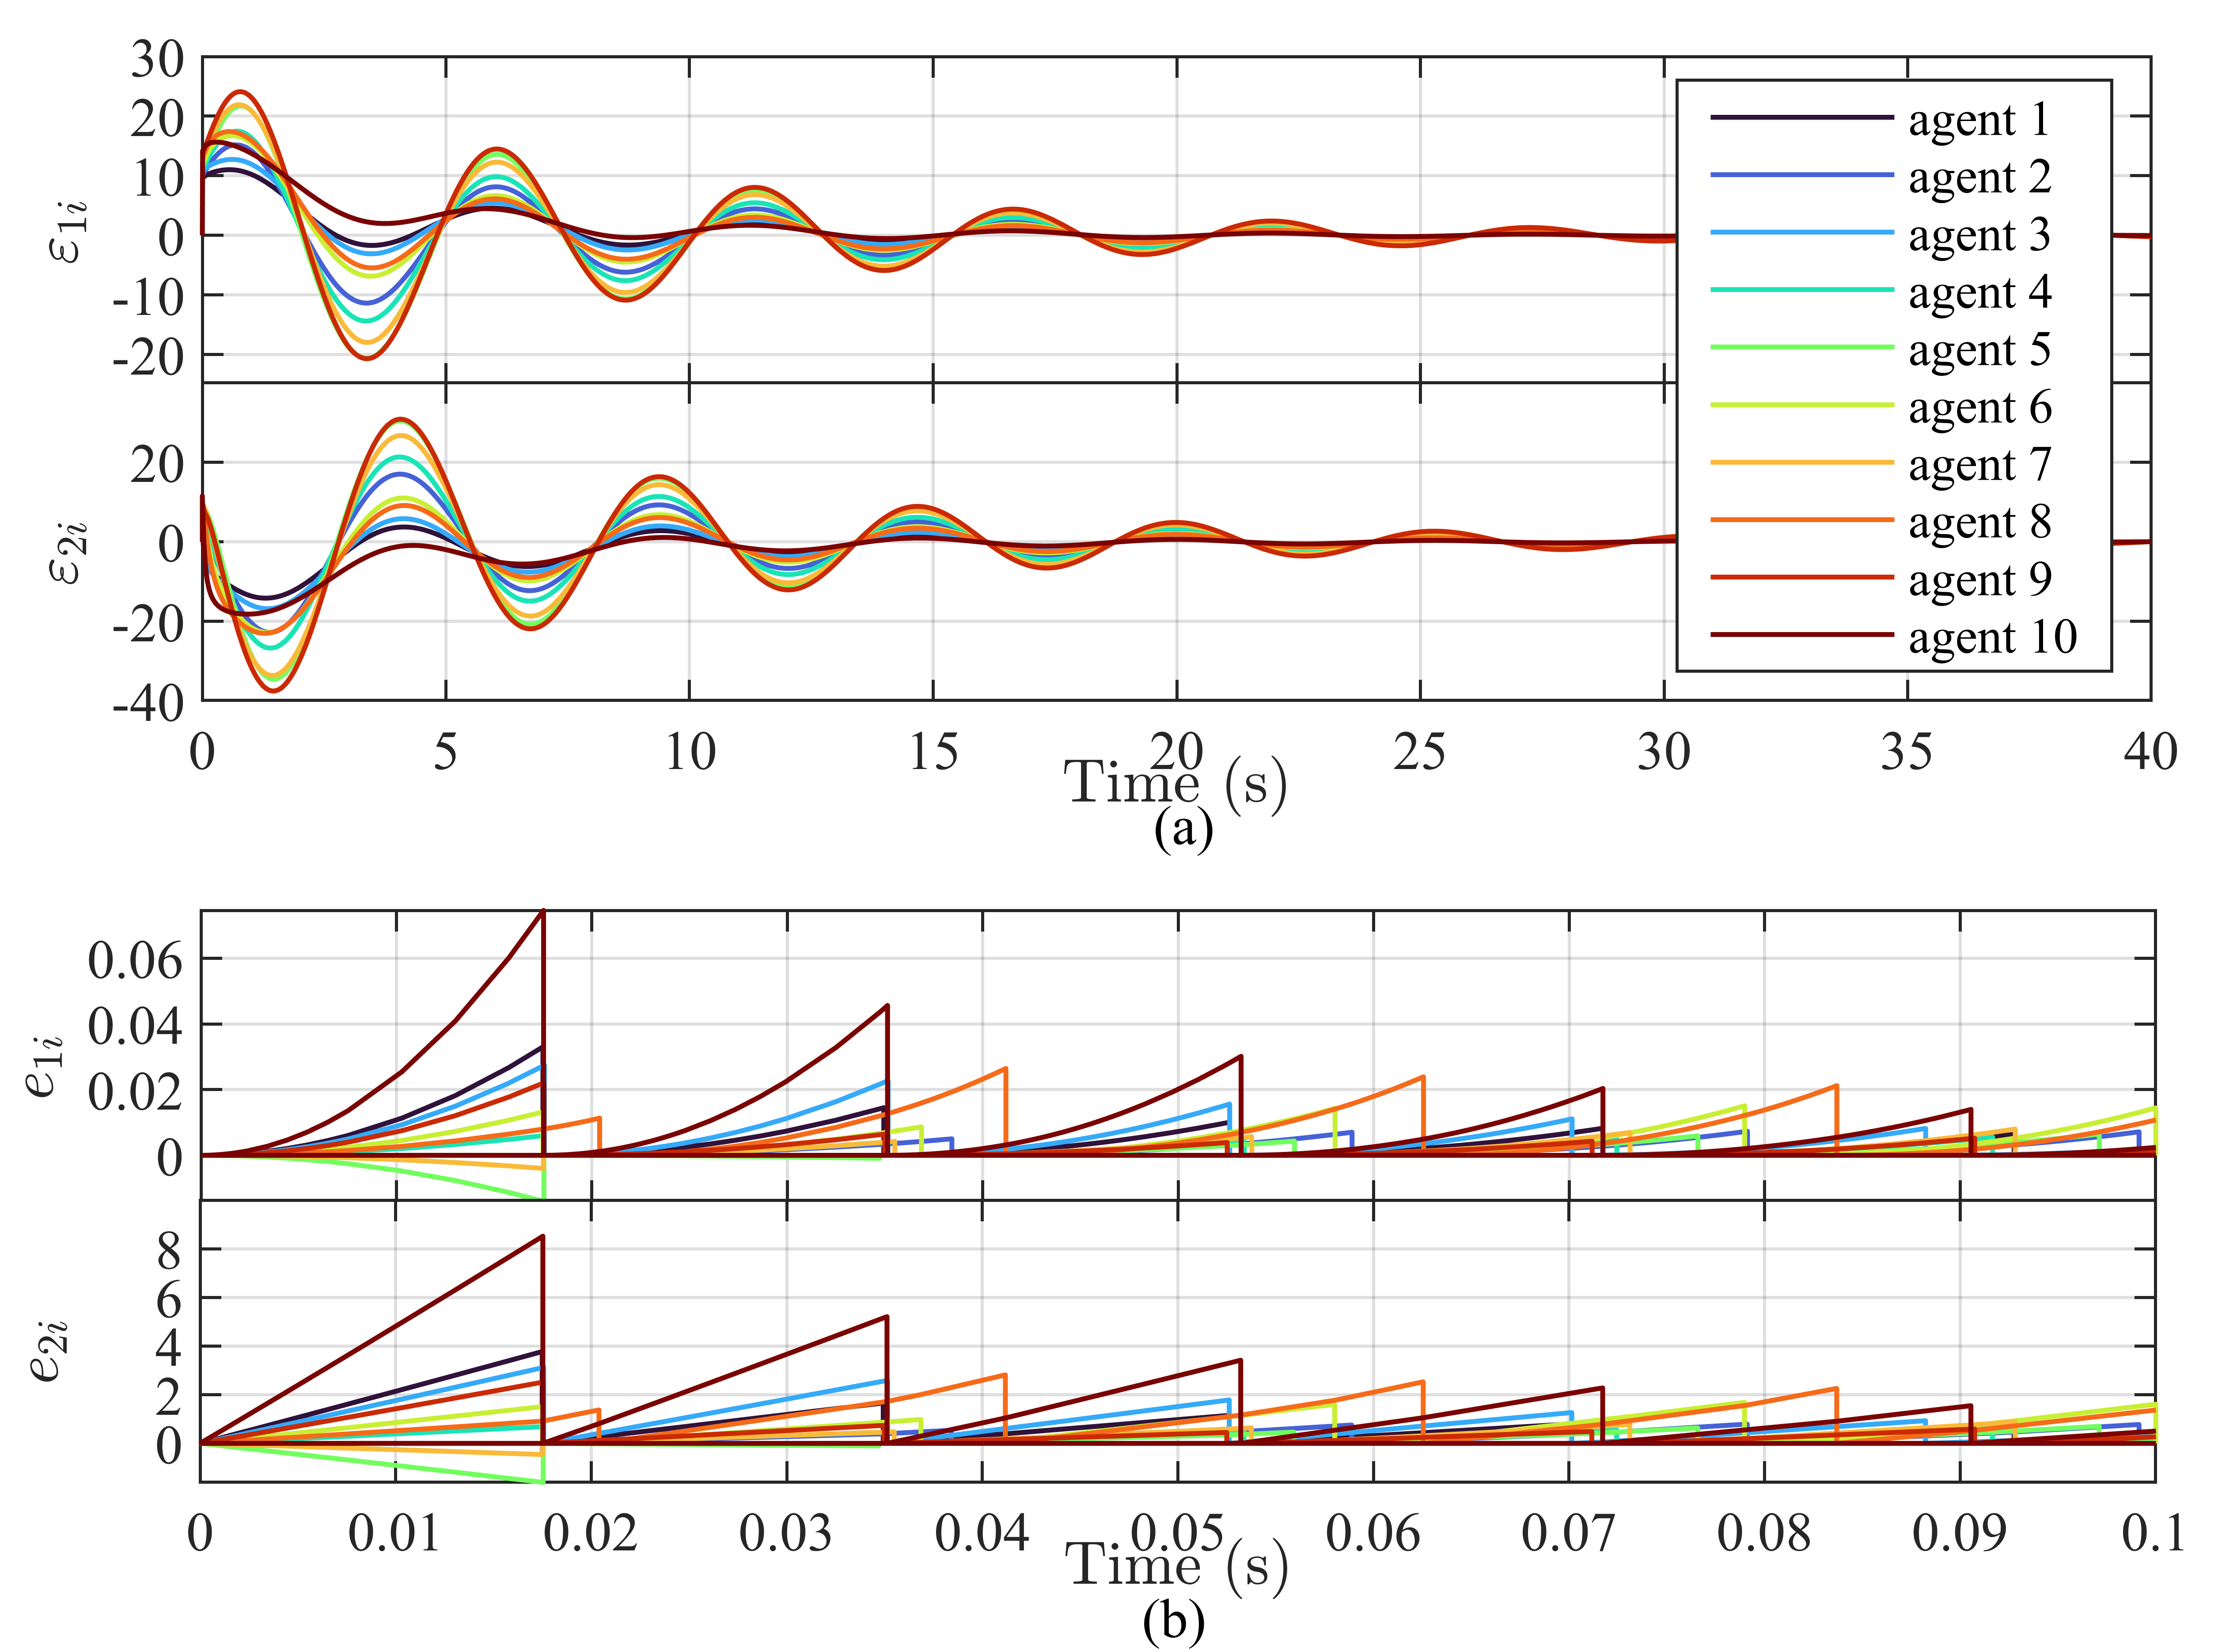 30
20
10
0
-10
-20
ε1i
20
0
-20
-40
ε2i
agent 1
agent 2
agent 3
agent 4
agent 5
agent 6
agent 7
agent 8
agent 9
agent 10
0 5 10 15 20 25 30 35 40
Time (s)
(a)
0.06
0.04
0.02
0
e1i
8
6
4
2
0
e2i
0 0.01 0.02 0.03 0.04 0.05 0.06 0.07 0.08 0.09 0.1
Time (s)
(b)